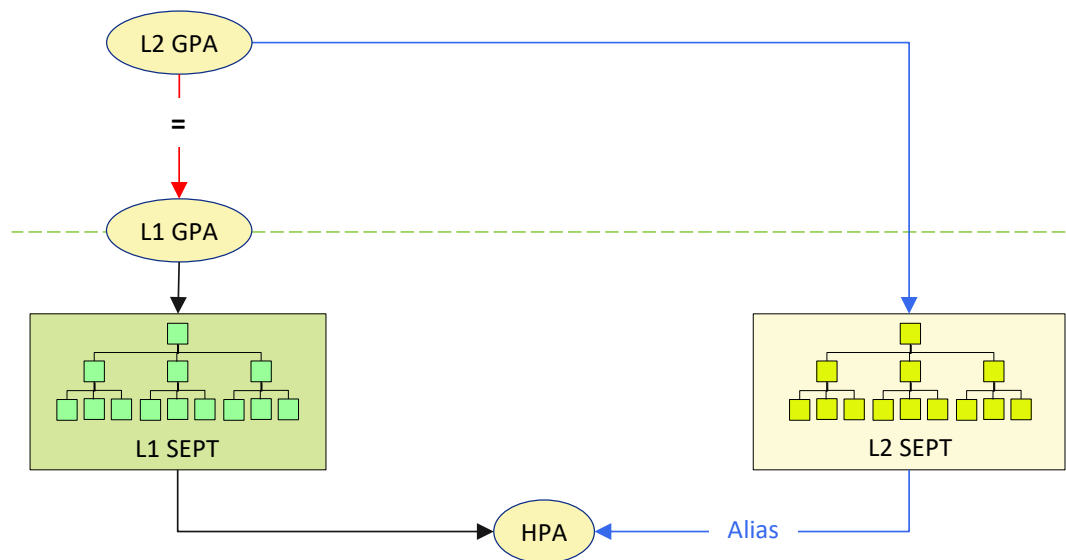 L2 GPA
=
L1 GPA
L1 SEPT
L2 SEPT
HPA
Alias